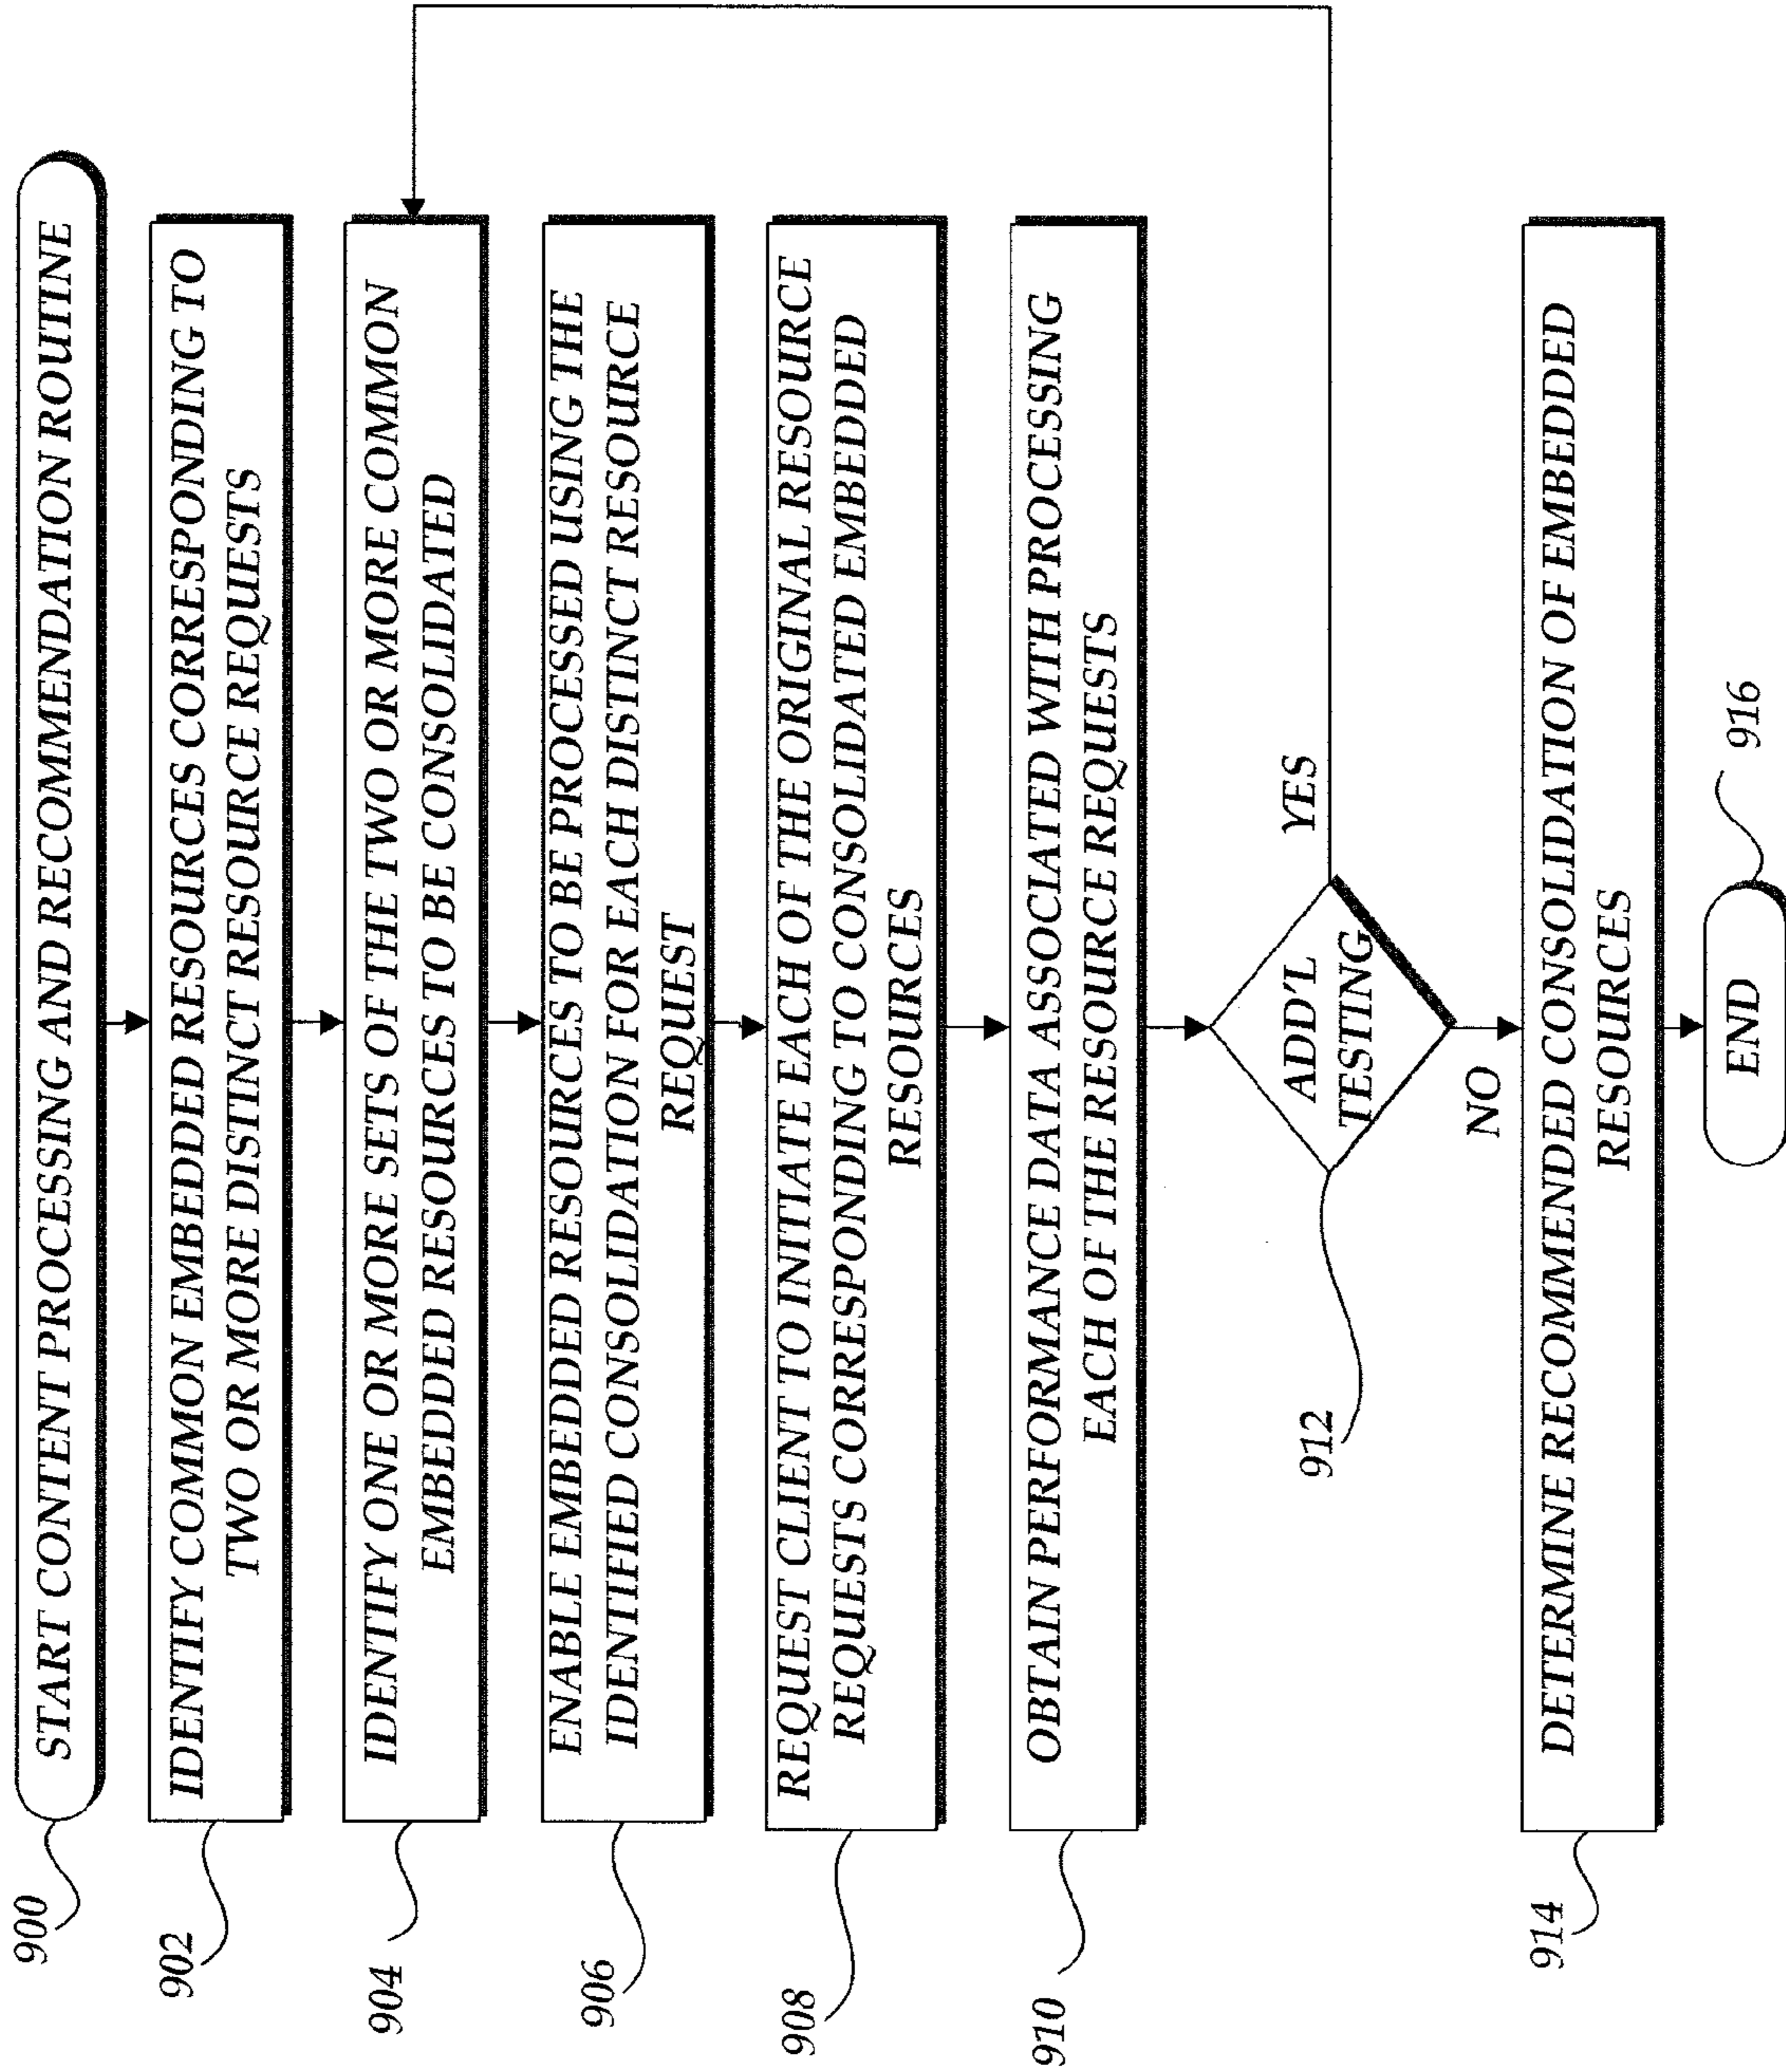 900
START CONTENT PROCESSING AND RECOMMENDATION ROUTINE
902
IDENTIFY COMMON EMBEDDED RESOURCES CORRESPONDING TO
TWO OR MORE DISTINCT RESOURCE REQUESTS
904
IDENTIFY ONE OR MORE SETS OF THE TWO OR MORE COMMON
EMBEDDED RESOURCES TO BE CONSOLIDATED
906
ENABLE EMBEDDED RESOURCES TO BE PROCESSED USING THE
IDENTIFIED CONSOLIDATION FOR EACH DISTINCT RESOURCE
REQUEST
908
REQUEST CLIENT TO INITIATE EACH OF THE ORIGINAL RESOURCE
REQUESTS CORRESPONDING TO CONSOLIDATED EMBEDDED
RESOURCES
910
OBTAIN PERFORMANCE DATA ASSOCIATED WITH PROCESSING
EACH OF THE RESOURCE REQUESTS
912
ADD'L
TESTING
YES
NO
914
DETERMINE RECOMMENDED CONSOLIDATION OF EMBEDDED
RESOURCES
END
916